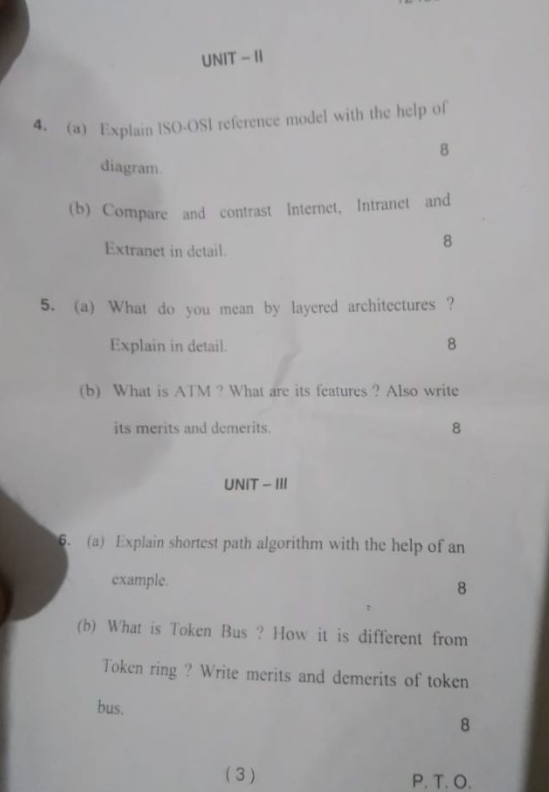 UNIT – II
4. (a) Explain ISO-OSI reference model with the help of
diagram. 8
(b) Compare and contrast Internet, Intranet and
Extranet in detail. 8
5. (a) What do you mean by layered architectures ?
Explain in detail. 8
(b) What is ATM ? What are its features ? Also write
its merits and demerits. 8
UNIT – III
6. (a) Explain shortest path algorithm with the help of an
example. 8
(b) What is Token Bus ? How it is different from
Token ring ? Write merits and demerits of token
bus. 8
(3) P. T. O.